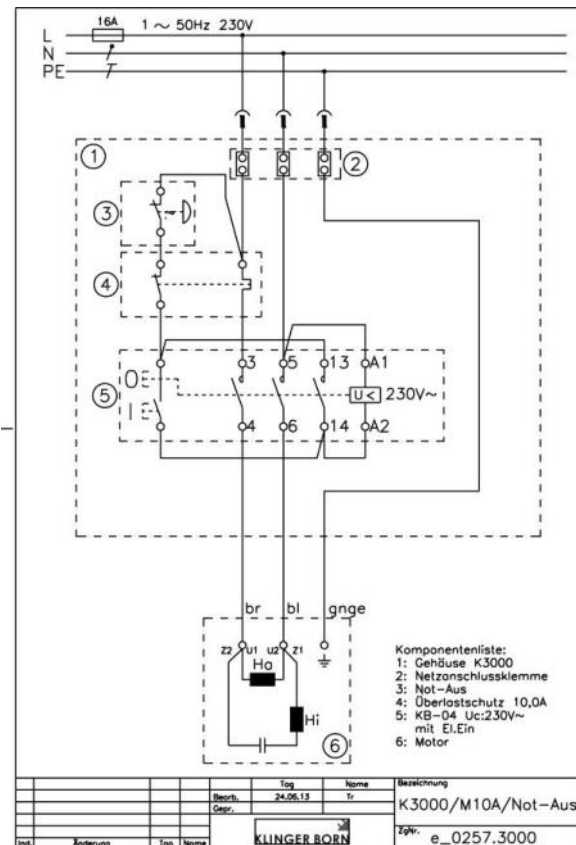 16A 1 ~ 50Hz 230V
L
N
PE
1
2
3
4
3 5 13 A1
5 O U< 230V~
I
4 6 14 A2
br bl gnge
Z2 U1 U2 Z1
Ha
Hi
6
Komponentenliste:
1: Gehäuse K3000
2: Netzanschlussklemme
3: Not-Aus
4: Überlastschutz 10,0A
5: KB-04 Uc:230V~
mit El.Ein
6: Motor
Tag Name Bezeichnung
Bearb. 24.06.13 Tr
Gepr.
K3000/M10A/Not-Aus
KLINGER BORN
ZgNr. e_0257.3000
Ind. Änderung Tag Name